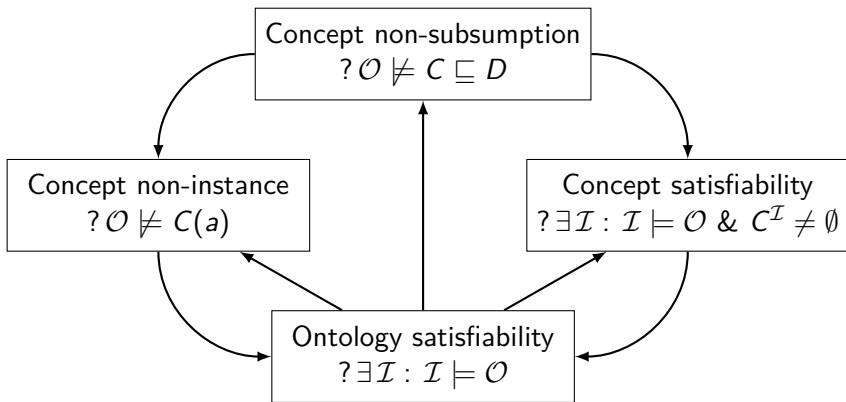 Concept non-subsumption
? 𝒪 ⊭ C ⊑ D
Concept non-instance
? 𝒪 ⊭ C(a)
Concept satisfiability
? ∃ℐ : ℐ ⊨ 𝒪 & C^ℐ ≠ ∅
Ontology satisfiability
? ∃ℐ : ℐ ⊨ 𝒪